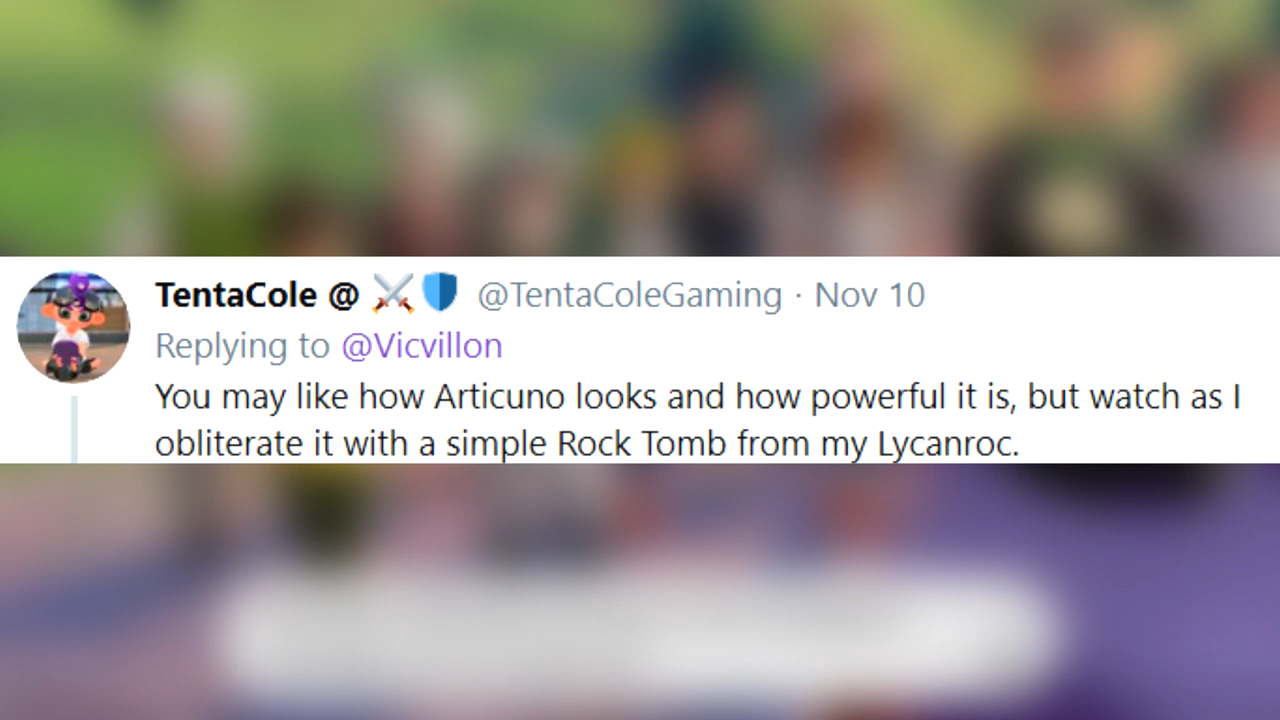 TentaCole @ ⚔️🛡️ @TentaColeGaming · Nov 10
Replying to @Vicvillon
You may like how Articuno looks and how powerful it is, but watch as I
obliterate it with a simple Rock Tomb from my Lycanroc.